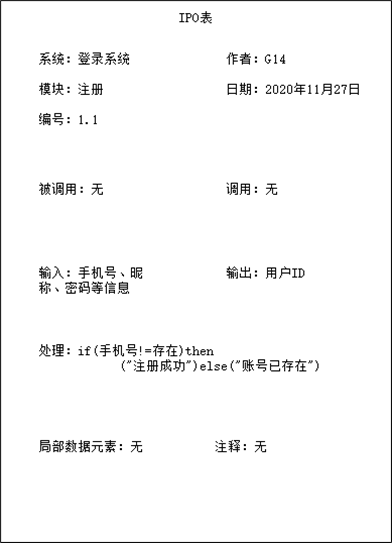 IPO表
系统：登录系统 作者：G14
模块：注册 日期：2020年11月27日
编号：1.1
被调用：无 调用：无
输入：手机号、昵 输出：用户ID
称、密码等信息
处理：if(手机号!=存在)then
("注册成功")else("账号已存在")
局部数据元素：无 注释：无